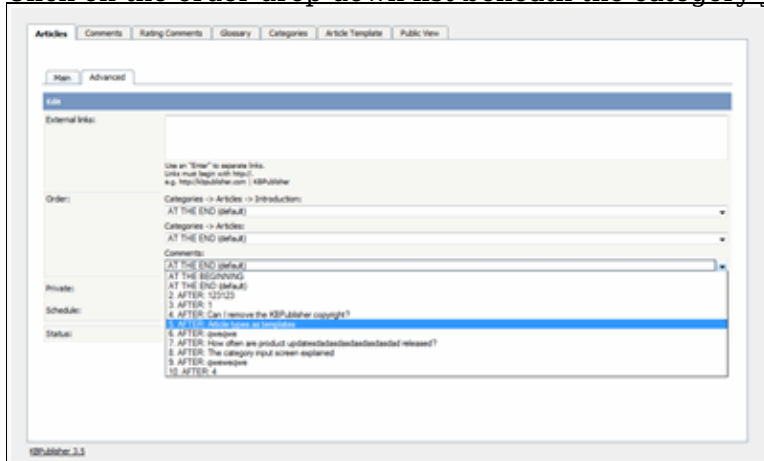 Click on the order drop down list beneath the category
Articles Comments Rating Comments Glossary Categories Article Template Public View
Main Advanced
Edit
External links:
Use an "Enter" to separate links.
Links must begin with http://.
e.g. http://kbpublisher.com | KBPublisher
Order:
Categories -> Articles -> Introduction:
AT THE END (default)
Categories -> Articles:
AT THE END (default)
Comments:
AT THE END (default)
AT THE BEGINNING
AT THE END (default)
2. AFTER: 123123
3. AFTER: 1
4. AFTER: Can I remove the KBPublisher copyright?
5. AFTER: Article types as templates
6. AFTER: qweqwe
7. AFTER: How often are product released?
8. AFTER: The category input screen explained
9. AFTER: qweweqwe
10. AFTER: 4
Private:
Schedule:
Status:
KBPublisher 3.5